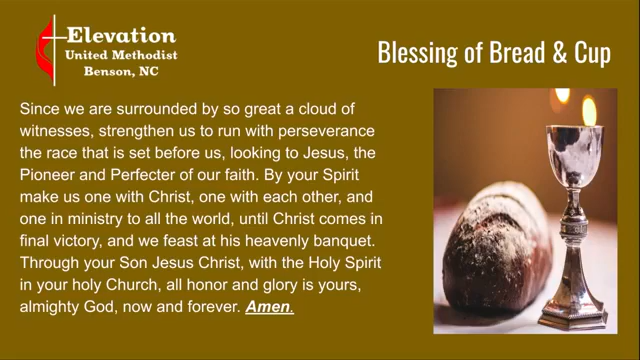 Elevation
United Methodist
Benson, NC
Blessing of Bread & Cup
Since we are surrounded by so great a cloud of
witnesses, strengthen us to run with perseverance
the race that is set before us, looking to Jesus, the
Pioneer and Perfecter of our faith. By your Spirit
make us one with Christ, one with each other, and
one in ministry to all the world, until Christ comes in
final victory, and we feast at his heavenly banquet.
Through your Son Jesus Christ, with the Holy Spirit
in your holy Church, all honor and glory is yours,
almighty God, now and forever. Amen.